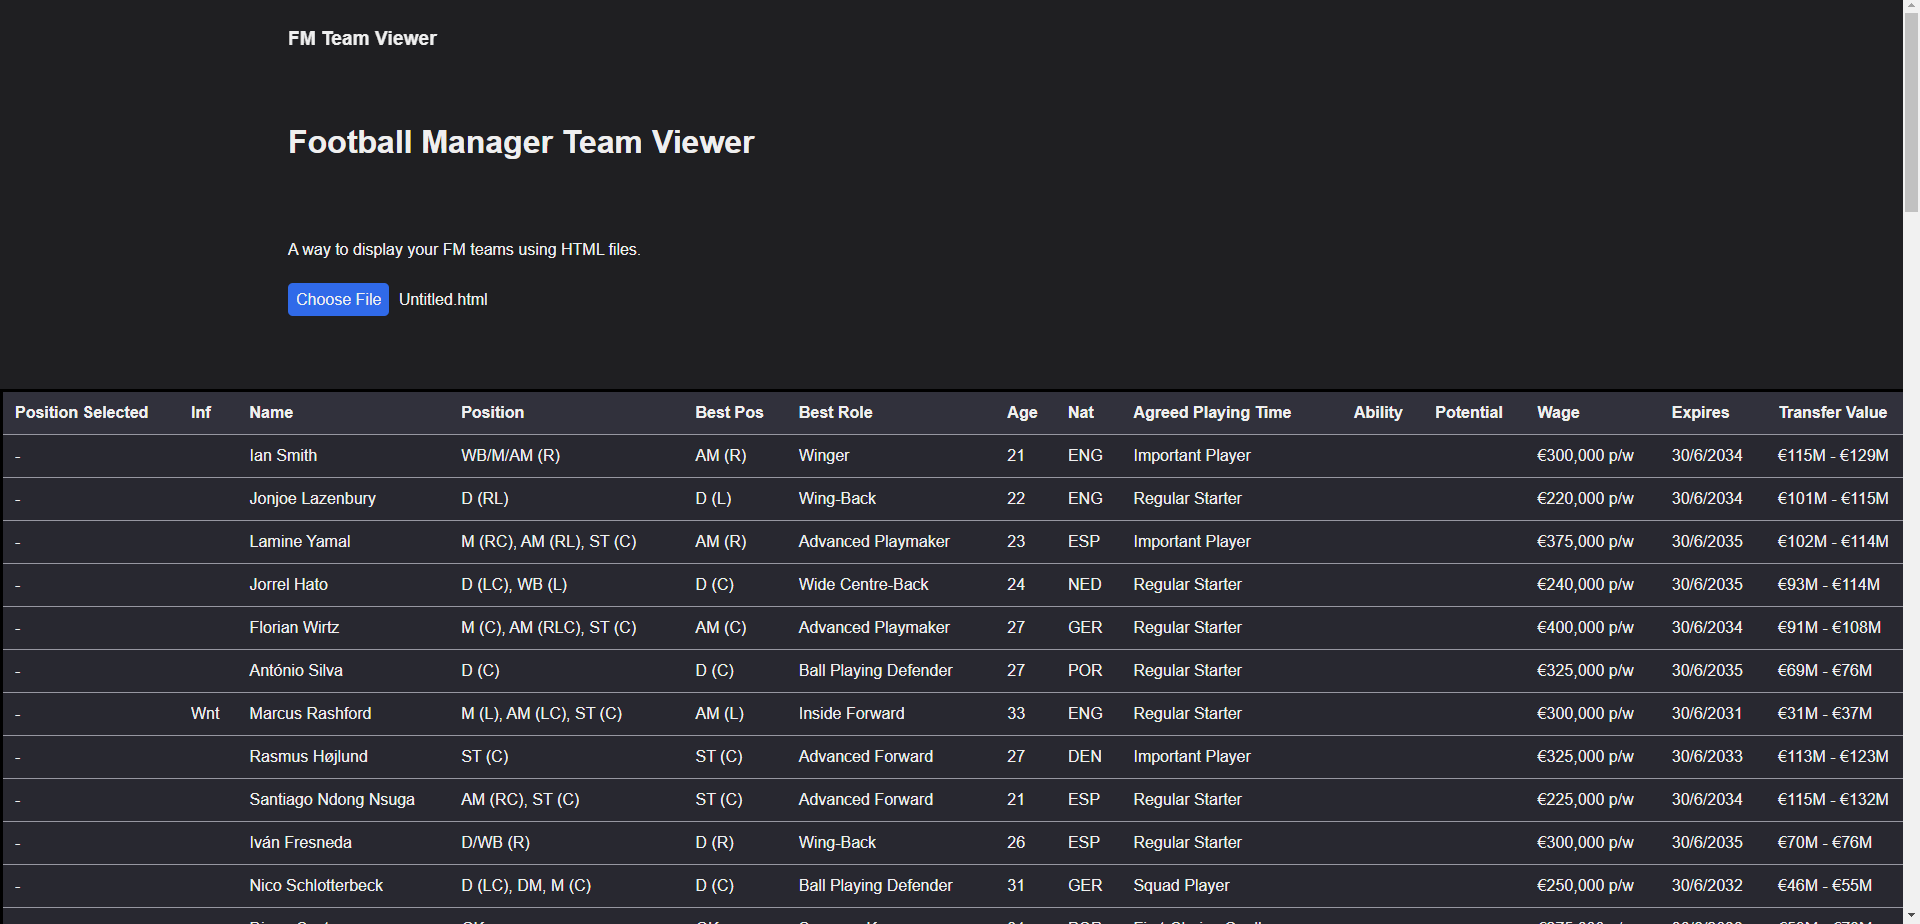 FM Team Viewer
Football Manager Team Viewer
A way to display your FM teams using HTML files.
Choose File Untitled.html
Position Selected Inf Name Position Best Pos Best Role Age Nat Agreed Playing Time Ability Potential Wage Expires Transfer Value
- Ian Smith WB/M/AM (R) AM (R) Winger 21 ENG Important Player €300,000 p/w 30/6/2034 €115M - €129M
- Jonjoe Lazenbury D (RL) D (L) Wing-Back 22 ENG Regular Starter €220,000 p/w 30/6/2034 €101M - €115M
- Lamine Yamal M (RC), AM (RL), ST (C) AM (R) Advanced Playmaker 23 ESP Important Player €375,000 p/w 30/6/2035 €102M - €114M
- Jorrel Hato D (LC), WB (L) D (C) Wide Centre-Back 24 NED Regular Starter €240,000 p/w 30/6/2035 €93M - €114M
- Florian Wirtz M (C), AM (RLC), ST (C) AM (C) Advanced Playmaker 27 GER Regular Starter €400,000 p/w 30/6/2034 €91M - €108M
- António Silva D (C) D (C) Ball Playing Defender 27 POR Regular Starter €325,000 p/w 30/6/2035 €69M - €76M
- Wnt Marcus Rashford M (L), AM (LC), ST (C) AM (L) Inside Forward 33 ENG Regular Starter €300,000 p/w 30/6/2031 €31M - €37M
- Rasmus Højlund ST (C) ST (C) Advanced Forward 27 DEN Important Player €325,000 p/w 30/6/2033 €113M - €123M
- Santiago Ndong Nsuga AM (RC), ST (C) ST (C) Advanced Forward 21 ESP Regular Starter €225,000 p/w 30/6/2034 €115M - €132M
- Iván Fresneda D/WB (R) D (R) Wing-Back 26 ESP Regular Starter €300,000 p/w 30/6/2035 €70M - €76M
- Nico Schlotterbeck D (LC), DM, M (C) D (C) Ball Playing Defender 31 GER Squad Player €250,000 p/w 30/6/2032 €46M - €55M